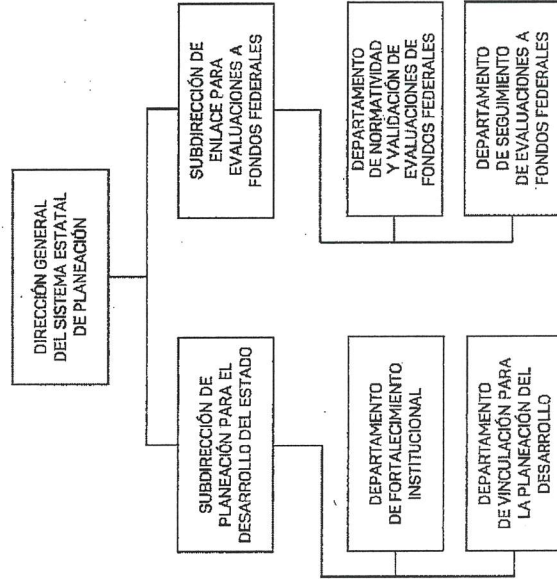 DIRECCIÓN GENERAL
DEL SISTEMA ESTATAL
DE PLANEACIÓN
SUBDIRECCIÓN DE
PLANEACIÓN PARA EL
DESARROLLO DEL ESTADO
SUBDIRECCIÓN DE
ENLACE PARA
EVALUACIONES A
FONDOS FEDERALES
DEPARTAMENTO
DE FORTALECIMIENTO
INSTITUCIONAL
DEPARTAMENTO
DE VINCULACIÓN PARA
LA PLANEACIÓN DEL
DESARROLLO
DEPARTAMENTO
DE NORMATIVIDAD
Y VALIDACIÓN DE
EVALUACIONES DE
FONDOS FEDERALES
DEPARTAMENTO
DE SEGUIMIENTO
DE EVALUACIONES A
FONDOS FEDERALES